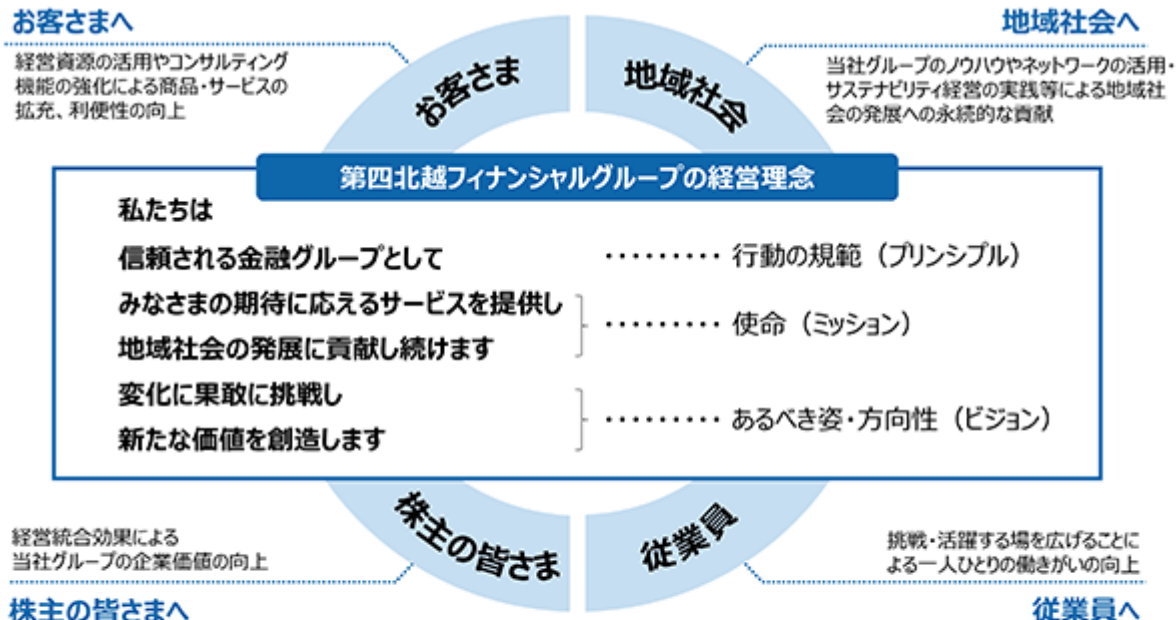 お客さまへ
経営資源の活用やコンサルティング
機能の強化による商品・サービスの
拡充、利便性の向上
地域社会へ
当社グループのノウハウやネットワークの活用・
サステナビリティ経営の実践等による地域社
会の発展への永続的な貢献
お客さま
地域社会
第四北越フィナンシャルグループの経営理念
私たちは
信頼される金融グループとして
・・・・・・・・・ 行動の規範（プリンシプル）
みなさまの期待に応えるサービスを提供し
地域社会の発展に貢献し続けます
・・・・・・・・・ 使命（ミッション）
変化に果敢に挑戦し
新たな価値を創造します
・・・・・・・・・ あるべき姿・方向性（ビジョン）
株主の皆さま
従業員
経営統合効果による
当社グループの企業価値の向上
株主の皆さまへ
挑戦・活躍する場を広げることに
よる一人ひとりの働きがいの向上
従業員へ